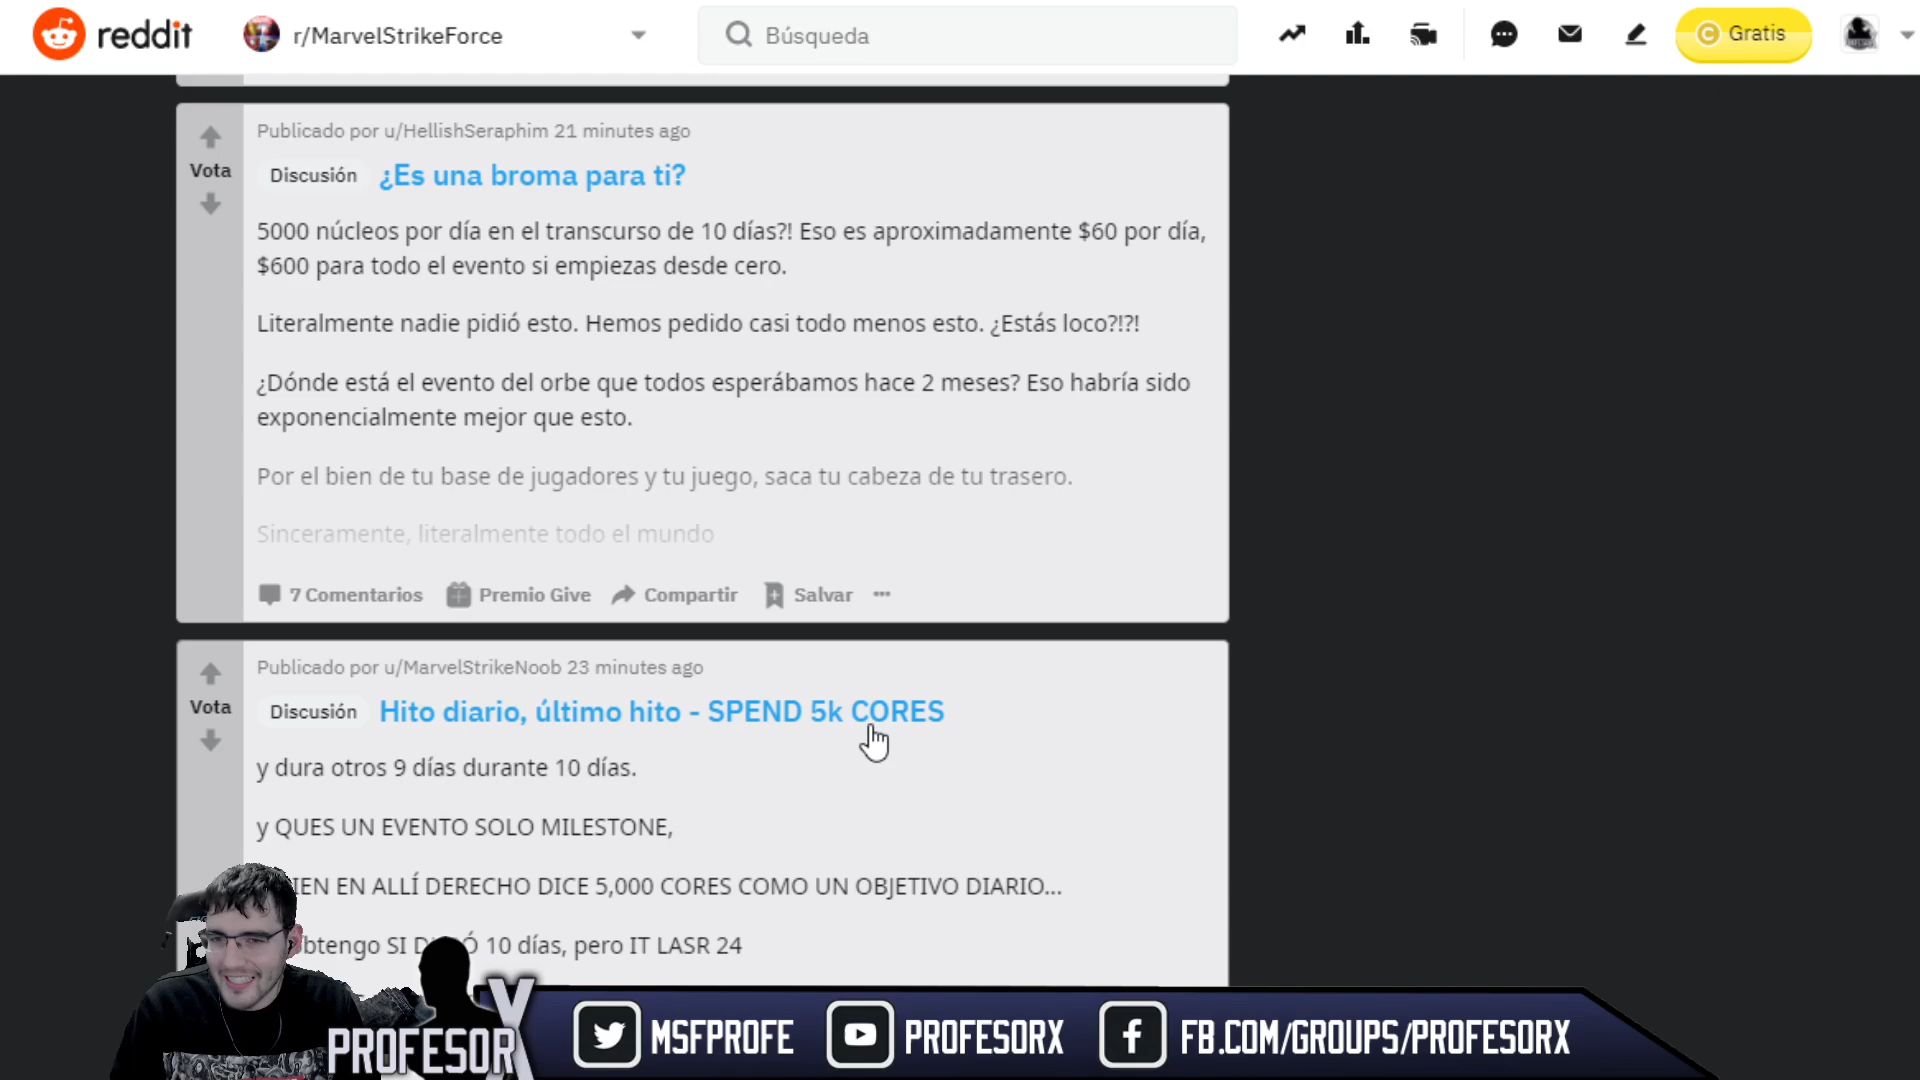 reddit
r/MarvelStrikeForce
Búsqueda
Gratis
Publicado por u/HellishSeraphim 21 minutes ago
Vota
Discusión
¿Es una broma para ti?
5000 núcleos por día en el transcurso de 10 días?! Eso es aproximadamente $60 por día,
$600 para todo el evento si empiezas desde cero.
Literalmente nadie pidió esto. Hemos pedido casi todo menos esto. ¿Estás loco?!?!
¿Dónde está el evento del orbe que todos esperábamos hace 2 meses? Eso habría sido
exponencialmente mejor que esto.
Por el bien de tu base de jugadores y tu juego, saca tu cabeza de tu trasero.
Sinceramente, literalmente todo el mundo
7 Comentarios
Premio Give
Compartir
Salvar
Publicado por u/MarvelStrikeNoob 23 minutes ago
Vota
Discusión
Hito diario, último hito - SPEND 5k CORES
y dura otros 9 días durante 10 días.
y QUES UN EVENTO SOLO MILESTONE,
EN ALLÍ DERECHO DICE 5,000 CORES COMO UN OBJETIVO DIARIO...
SI 10 días, pero IT LASR 24
PROFESOR X
MSFPROFE
PROFESORX
FB.COM/GROUPS/PROFESORX